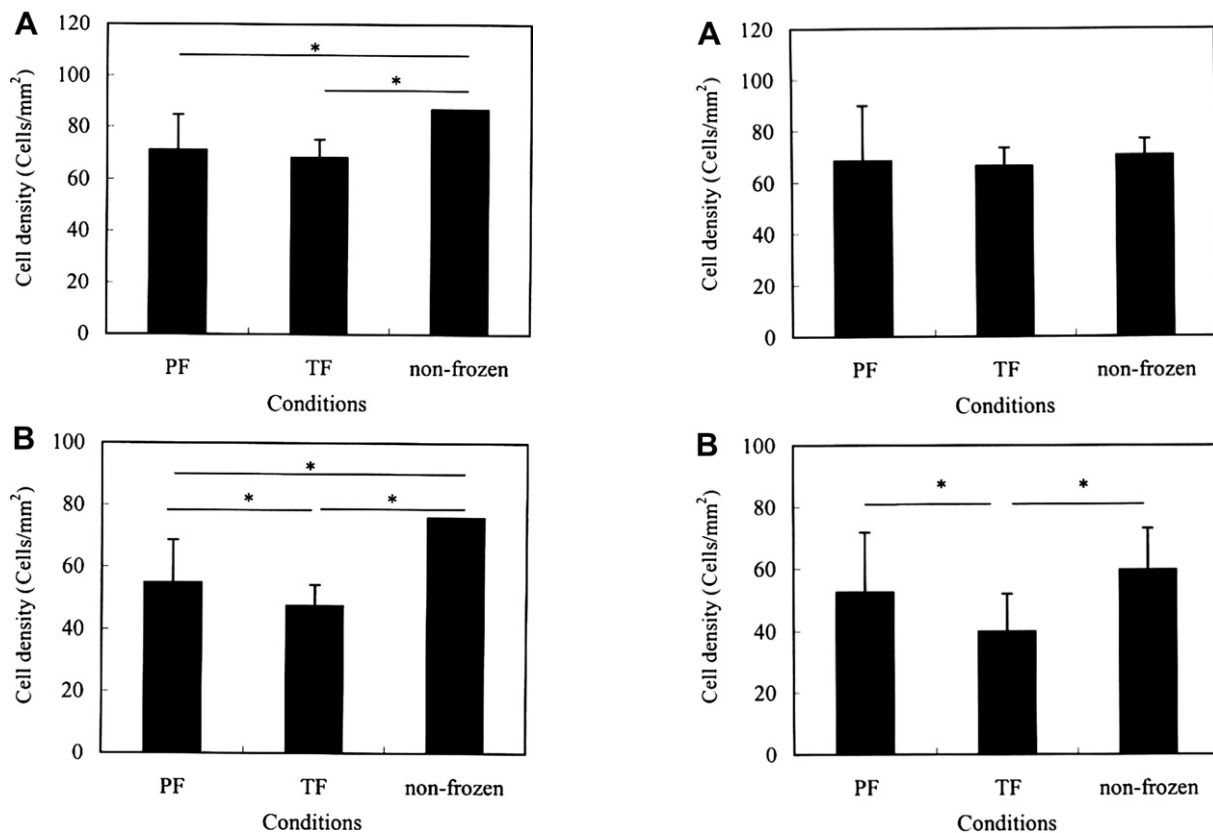 A
120
100
80
60
40
20
0
Cell density (Cells/mm²)
*
*
PF TF non-frozen
Conditions
A
120
100
80
60
40
20
0
Cell density (Cells/mm²)
PF TF non-frozen
Conditions
B
100
80
60
40
20
0
Cell density (Cells/mm²)
*
* *
PF TF non-frozen
Conditions
B
100
80
60
40
20
0
Cell density (Cells/mm²)
* *
PF TF non-frozen
Conditions